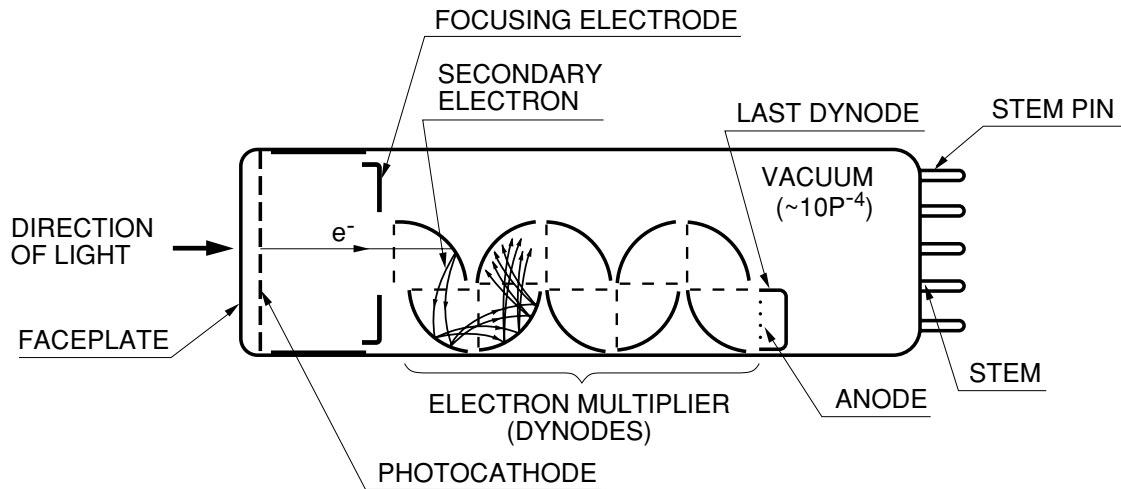 FOCUSING ELECTRODE
SECONDARY
ELECTRON
LAST DYNODE
STEM PIN
VACUUM
(~10P⁻⁴)
DIRECTION
OF LIGHT
e⁻
FACEPLATE
STEM
ELECTRON MULTIPLIER
(DYNODES)
ANODE
PHOTOCATHODE